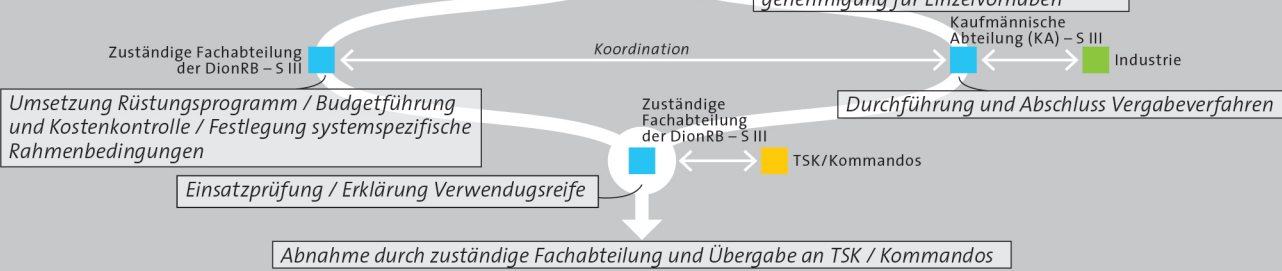 genehmigung für Einzelvorhaben
Kaufmännische
Abteilung (KA) – S III
Zuständige Fachabteilung
der DionRB – S III
Koordination
Industrie
Umsetzung Rüstungsprogramm / Budgetführung
und Kostenkontrolle / Festlegung systemspezifische
Rahmenbedingungen
Durchführung und Abschluss Vergabeverfahren
Zuständige
Fachabteilung
der DionRB – S III
TSK/Kommandos
Einsatzprüfung / Erklärung Verwendugsreife
Abnahme durch zuständige Fachabteilung und Übergabe an TSK / Kommandos